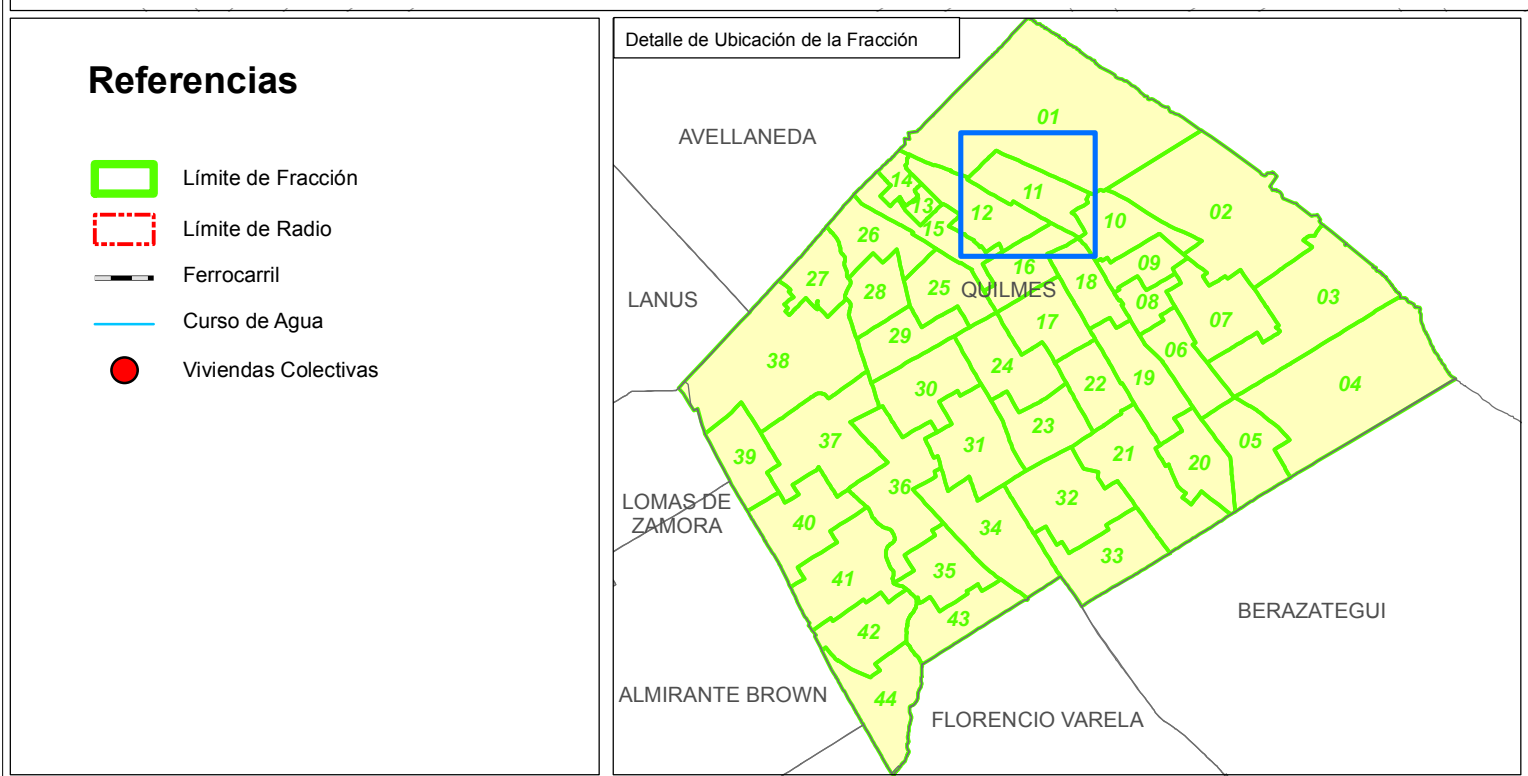 Referencias
Límite de Fracción
Límite de Radio
Ferrocarril
Curso de Agua
Viviendas Colectivas
Detalle de Ubicación de la Fracción
AVELLANEDA
LANUS
LOMAS DE
ZAMORA
ALMIRANTE BROWN
FLORENCIO VARELA
BERAZATEGUI
QUILMES
01
02
03
04
05
06
07
08
09
10
11
12
13
14
15
16
17
18
19
20
21
22
23
24
25
26
27
28
29
30
31
32
33
34
35
36
37
38
39
40
41
42
43
44